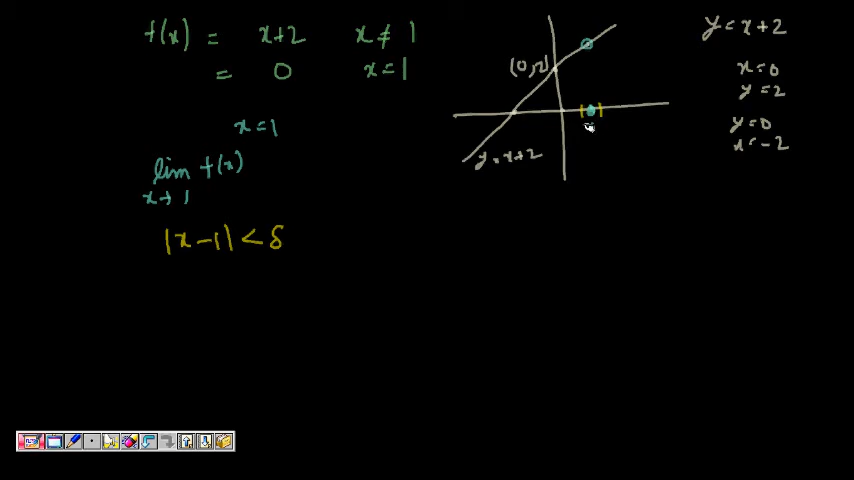 f(x) = x+2 x≠1
= 0 x=1
x=1
lim f(x)
x→1
|x-1|<δ
(0,2)
y=x+2
y=x+2
x=0
y=2
y=0
x=-2